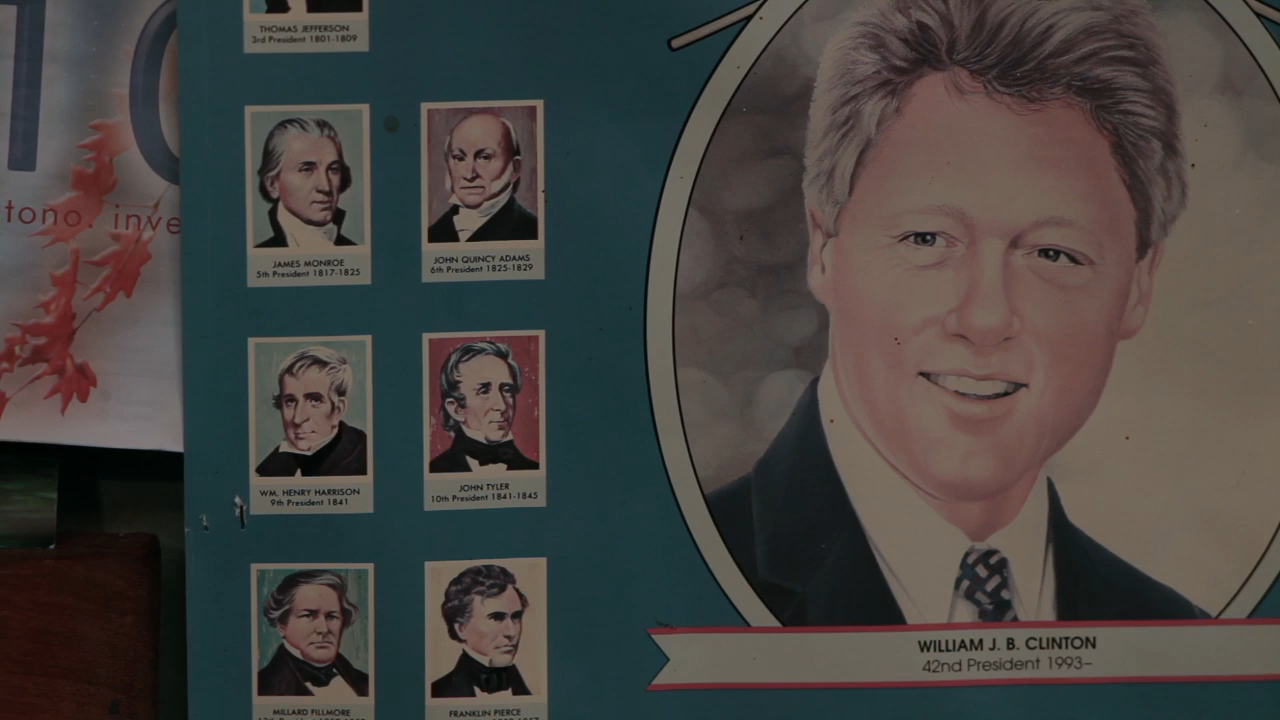 10
tono. inve
THOMAS JEFFERSON
3rd President 1801-1809
JAMES MONROE
5th President 1817-1825
JOHN QUINCY ADAMS
6th President 1825-1829
WM. HENRY HARRISON
9th President 1841
JOHN TYLER
10th President 1841-1845
MILLARD FILLMORE
FRANKLIN PIERCE
WILLIAM J. B. CLINTON
42nd President 1993–